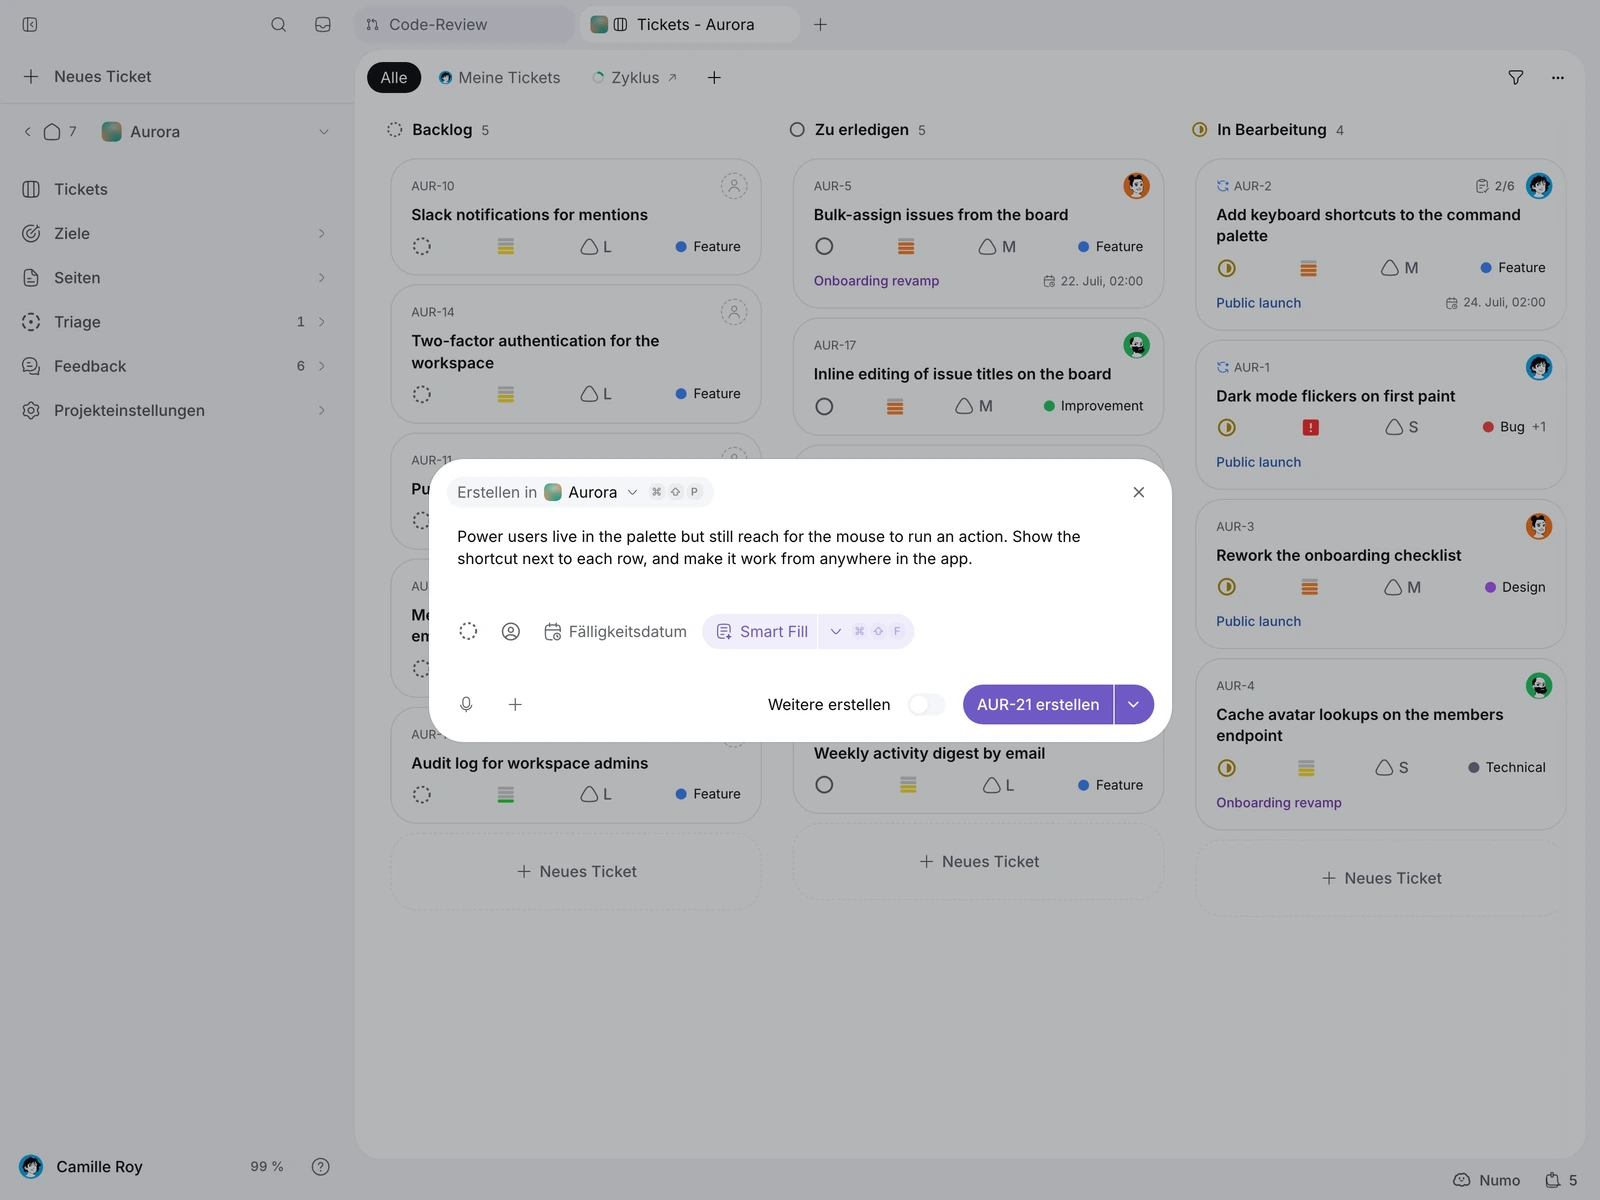 Code-Review
Tickets - Aurora
Neues Ticket
7
Aurora
Tickets
Ziele
Seiten
Triage
1
Feedback
6
Projekteinstellungen
Camille Roy
99 %
Alle
Meine Tickets
Zyklus
Backlog 5
AUR-10
Slack notifications for mentions
L
Feature
AUR-14
Two-factor authentication for the
workspace
L
Feature
AUR-11
Pu
AU
Me
em
AUR-
Audit log for workspace admins
L
Feature
Neues Ticket
Zu erledigen 5
AUR-5
Bulk-assign issues from the board
M
Feature
Onboarding revamp
22. Juli, 02:00
AUR-17
Inline editing of issue titles on the board
M
Improvement
Weekly activity digest by email
L
Feature
Neues Ticket
In Bearbeitung 4
AUR-2
2/6
Add keyboard shortcuts to the command
palette
M
Feature
Public launch
24. Juli, 02:00
AUR-1
Dark mode flickers on first paint
S
Bug +1
Public launch
AUR-3
Rework the onboarding checklist
M
Design
Public launch
AUR-4
Cache avatar lookups on the members
endpoint
S
Technical
Onboarding revamp
Neues Ticket
Erstellen in Aurora ⌘ ⇧ P
Power users live in the palette but still reach for the mouse to run an action. Show the
shortcut next to each row, and make it work from anywhere in the app.
Fälligkeitsdatum
Smart Fill
⌘ ⇧ F
Weitere erstellen
AUR-21 erstellen
Numo
5